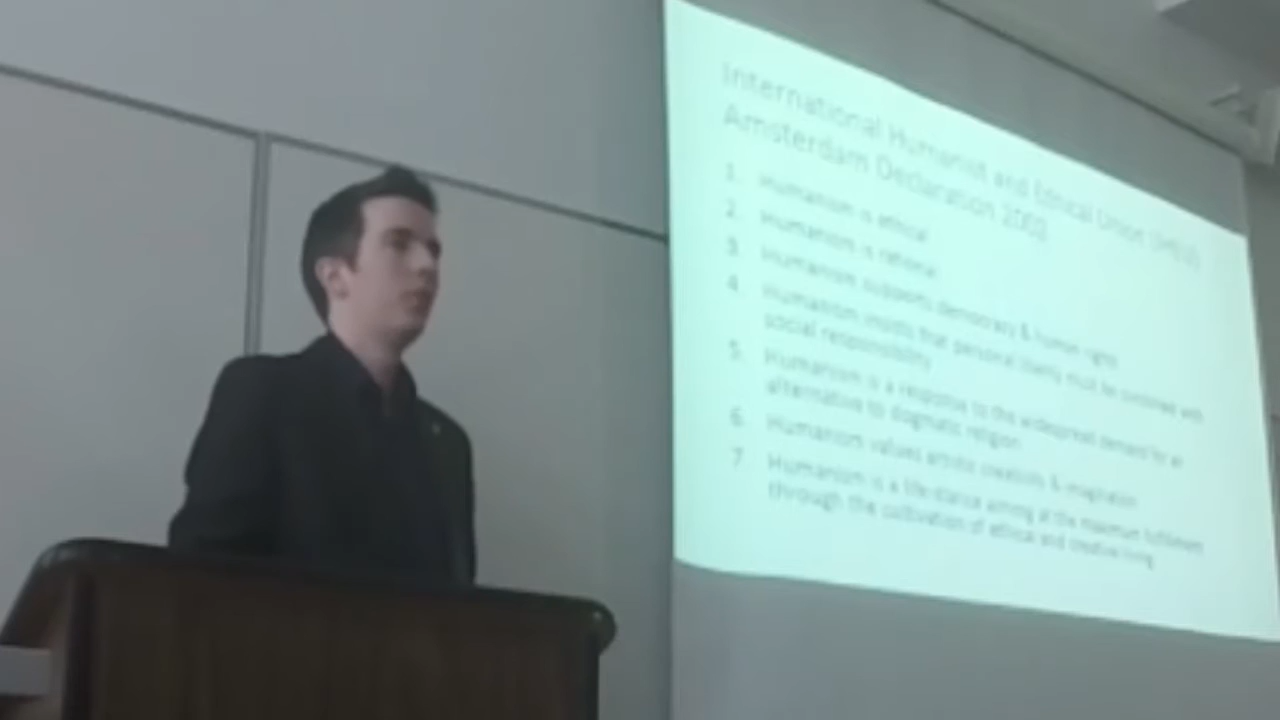 International Humanist and Ethical Union (IHEU)
Amsterdam Declaration 2002
1. Humanism is ethical
2. Humanism is rational
3. Humanism supports democracy & human rights
4. Humanism insists that personal liberty must be combined with
social responsibility
5. Humanism is a response to the widespread demand for an
alternative to dogmatic religion
6. Humanism values artistic creativity & imagination
7. Humanism is a life stance aiming at the maximum fulfillment
through the cultivation of ethical and creative living